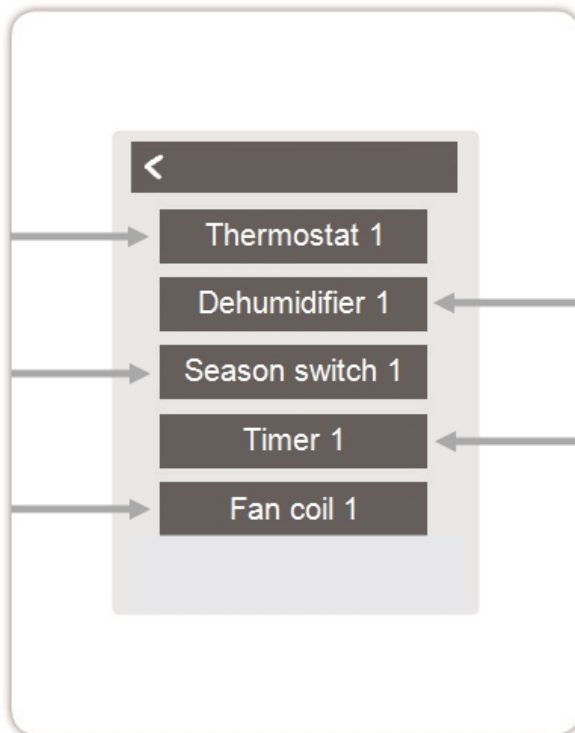 Thermostat 1
Dehumidifier 1
Season switch 1
Timer 1
Fan coil 1